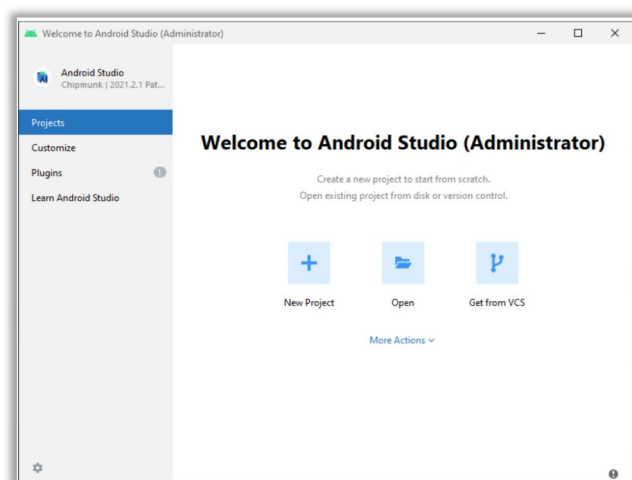 Welcome to Android Studio (Administrator)
Android Studio
Chipmunk | 2021.2.1 Pat...
Projects
Customize
Plugins 1
Learn Android Studio
Welcome to Android Studio (Administrator)
Create a new project to start from scratch.
Open existing project from disk or version control.
New Project Open Get from VCS
More Actions